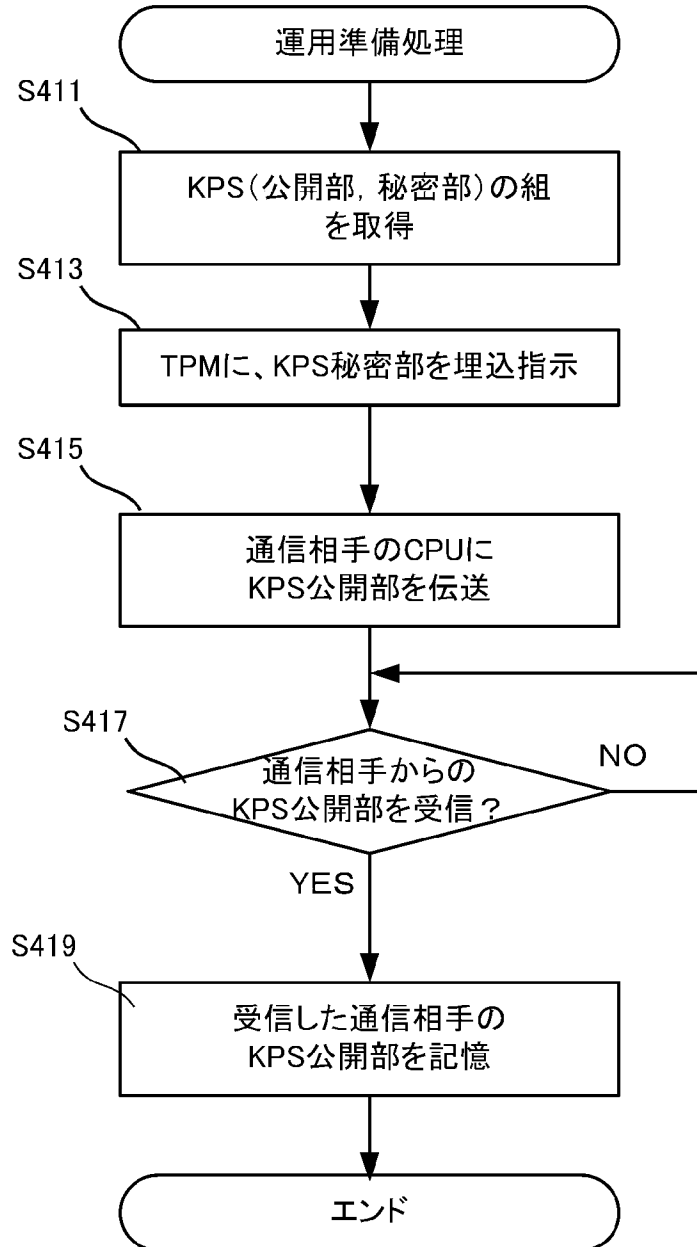 運用準備処理
S411
KPS（公開部，秘密部）の組
を取得
S413
TPMに、KPS秘密部を埋込指示
S415
通信相手のCPUに
KPS公開部を伝送
S417
通信相手からの
KPS公開部を受信？
NO
YES
S419
受信した通信相手の
KPS公開部を記憶
エンド